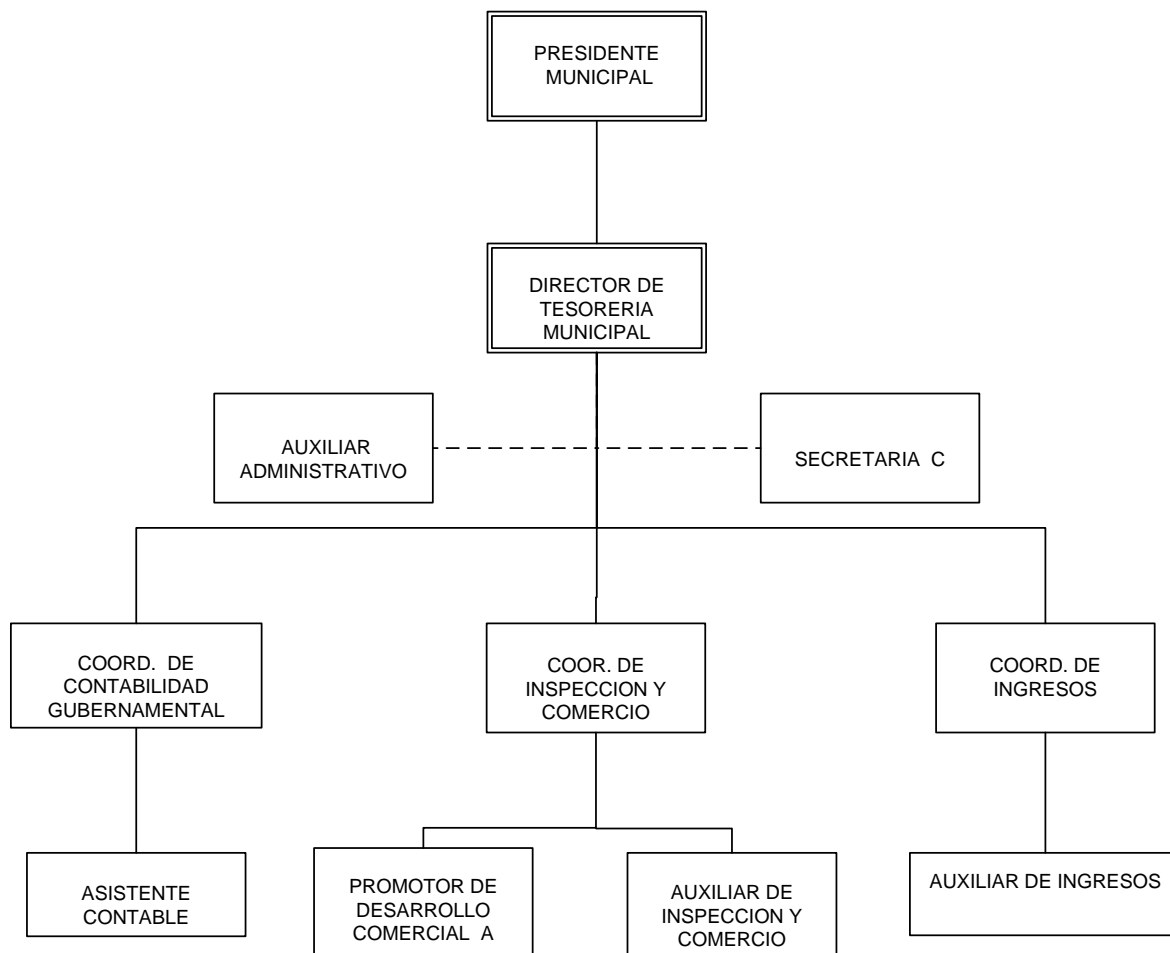 PRESIDENTE
MUNICIPAL
DIRECTOR DE
TESORERIA
MUNICIPAL
AUXILIAR
ADMINISTRATIVO
SECRETARIA C
COORD. DE
CONTABILIDAD
GUBERNAMENTAL
COOR. DE
INSPECCION Y
COMERCIO
COORD. DE
INGRESOS
ASISTENTE
CONTABLE
PROMOTOR DE
DESARROLLO
COMERCIAL A
AUXILIAR DE
INSPECCION Y
COMERCIO
AUXILIAR DE INGRESOS